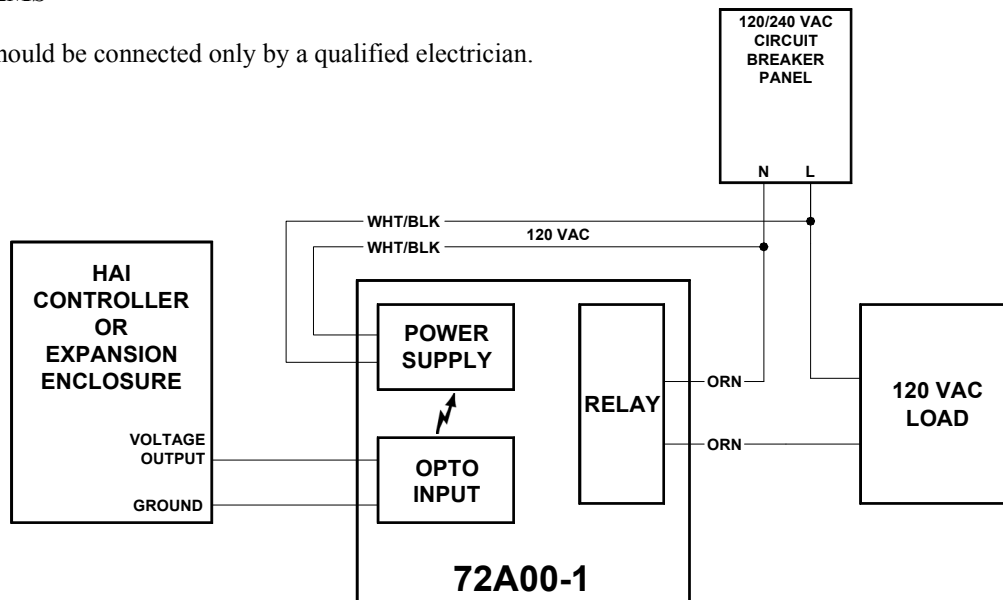 hould be connected only by a qualified electrician.
120/240 VAC
CIRCUIT
BREAKER
PANEL
N L
WHT/BLK
120 VAC
WHT/BLK
HAI
CONTROLLER
OR
EXPANSION
ENCLOSURE
VOLTAGE
OUTPUT
GROUND
POWER
SUPPLY
OPTO
INPUT
RELAY
ORN
ORN
120 VAC
LOAD
72A00-1